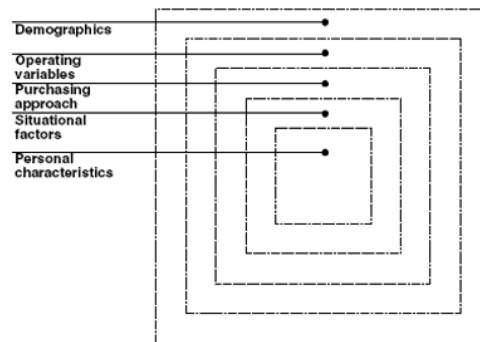 Demographics
Operating
variables
Purchasing
approach
Situational
factors
Personal
characteristics